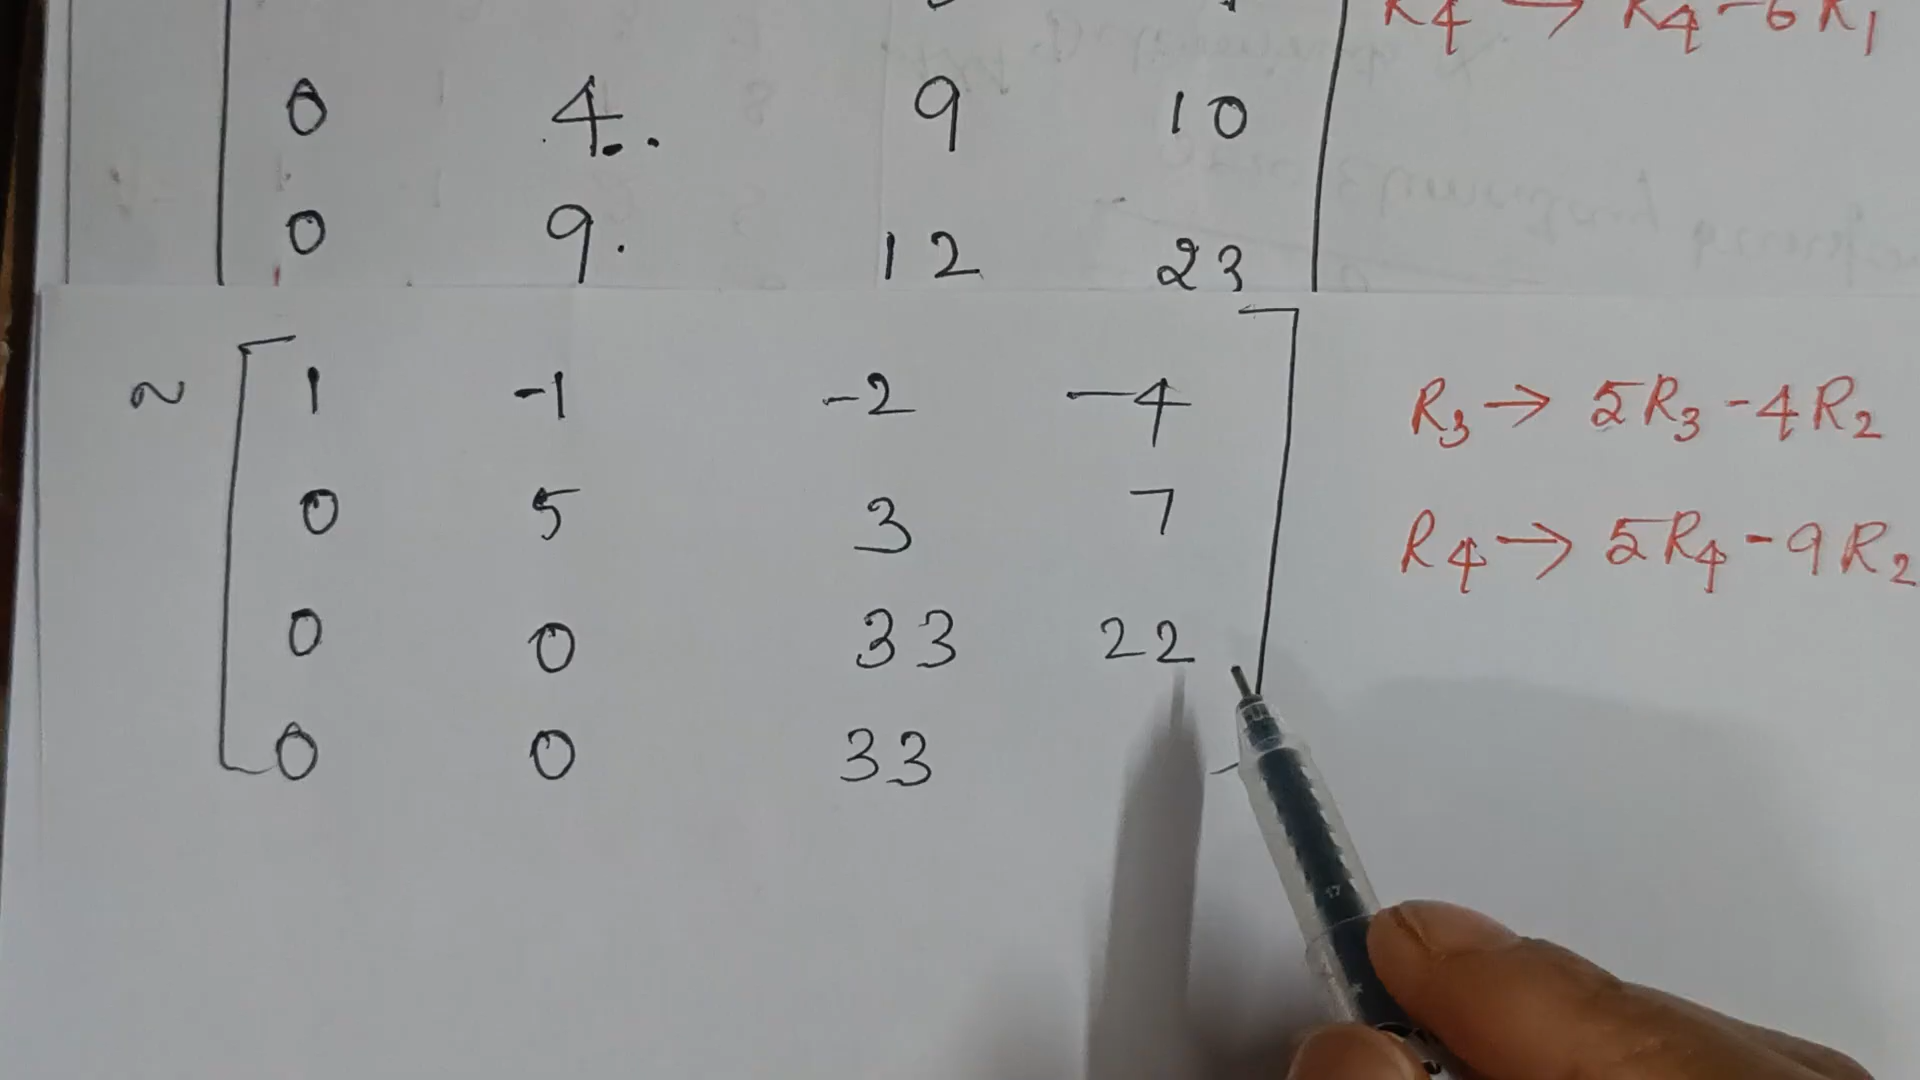 R4 → R4 - 6R1
0 4 9 10
0 9 12 23
~ 1 -1 -2 -4 R3 → 5R3 - 4R2
0 5 3 7 R4 → 5R4 - 9R2
0 0 33 22
0 0 33